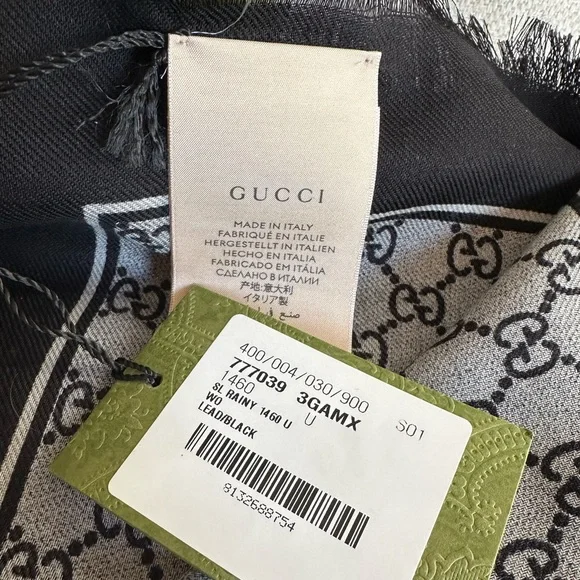 GUCCI
MADE IN ITALY
FABRIQUÉ EN ITALIE
HERGESTELLT IN ITALIEN
HECHO EN ITALIA
FABRICADO EM ITÁLIA
СДЕЛАНО В ИТАЛИИ
产地:意大利
イタリア製
صنع في
400/004/030/900
777039 3GAMX S01
1460 U
SL RAINY 1460 U
WO
LEAD/BLACK
8132688754